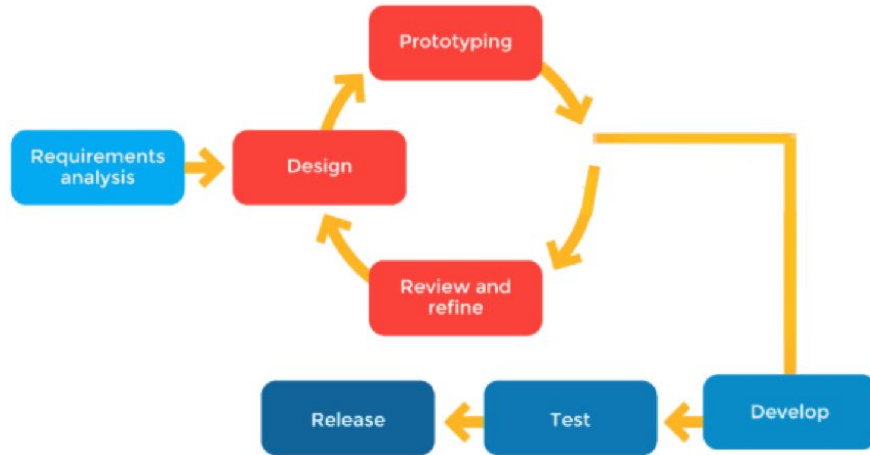 Prototyping
Requirements
analysis
Design
Review and
refine
Release
Test
Develop